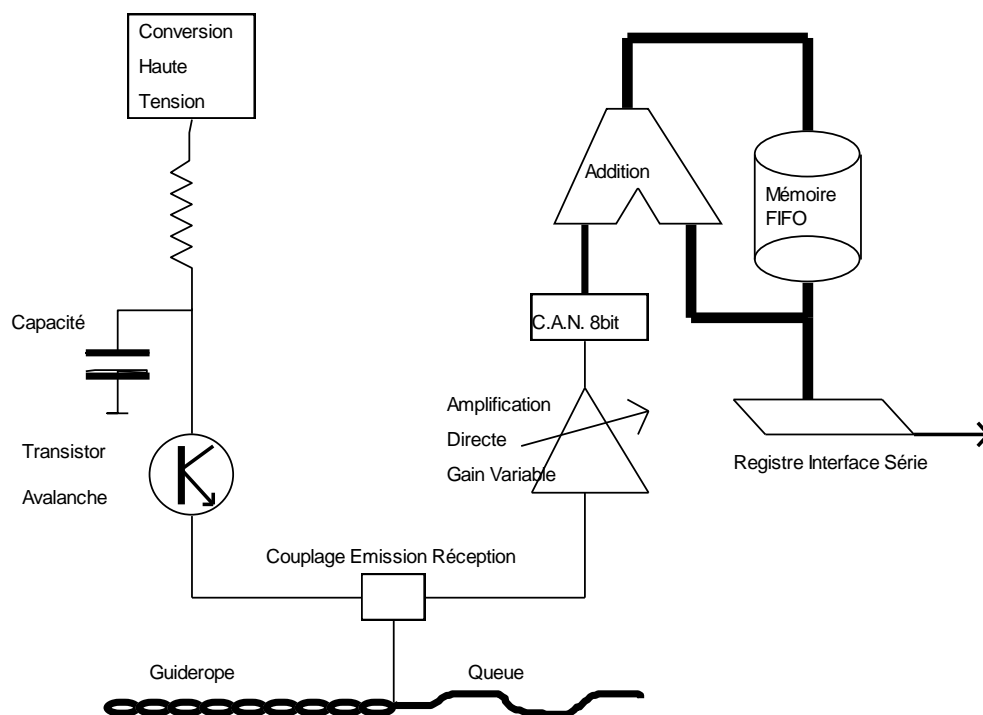 Conversion
Haute
Tension
Addition
Mémoire
FIFO
Capacité
C.A.N. 8bit
Amplification
Directe
Gain Variable
Transistor
Avalanche
Registre Interface Série
Couplage Emission Réception
Guiderope
Queue